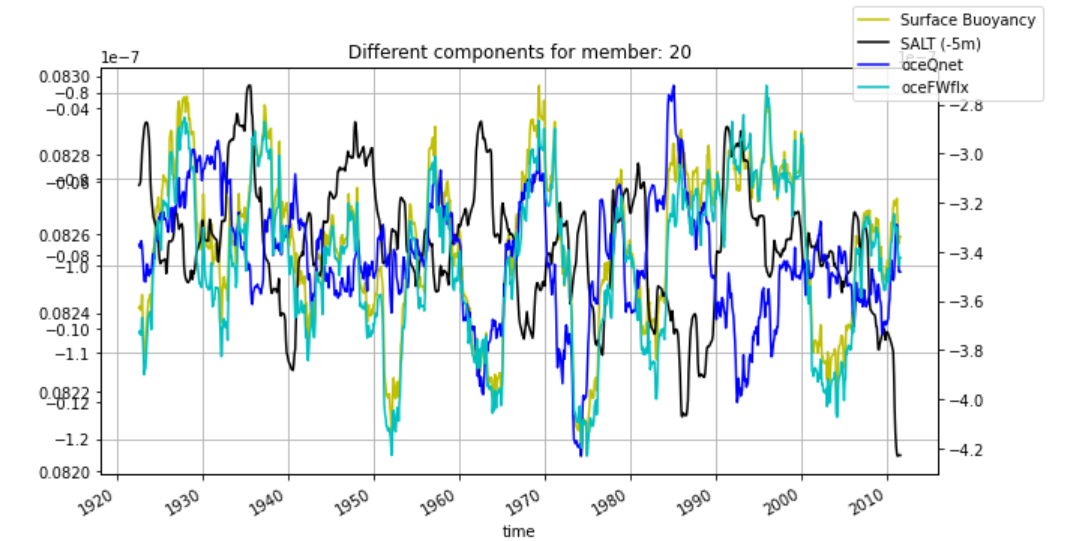 Surface Buoyancy
SALT (-5m)
oceQnet
oceFWflx
Different components for member: 20
1e−7
0.0830
−0.8
−0.04
−2.8
0.0828
−3.0
−3.2
0.0826
−0.08
−1.0
−3.4
0.0824
−0.10
−3.6
−1.1
−3.8
0.0822
−0.12
−4.0
−1.2
−4.2
0.0820
1920 1930 1940 1950 1960 1970 1980 1990 2000 2010
time